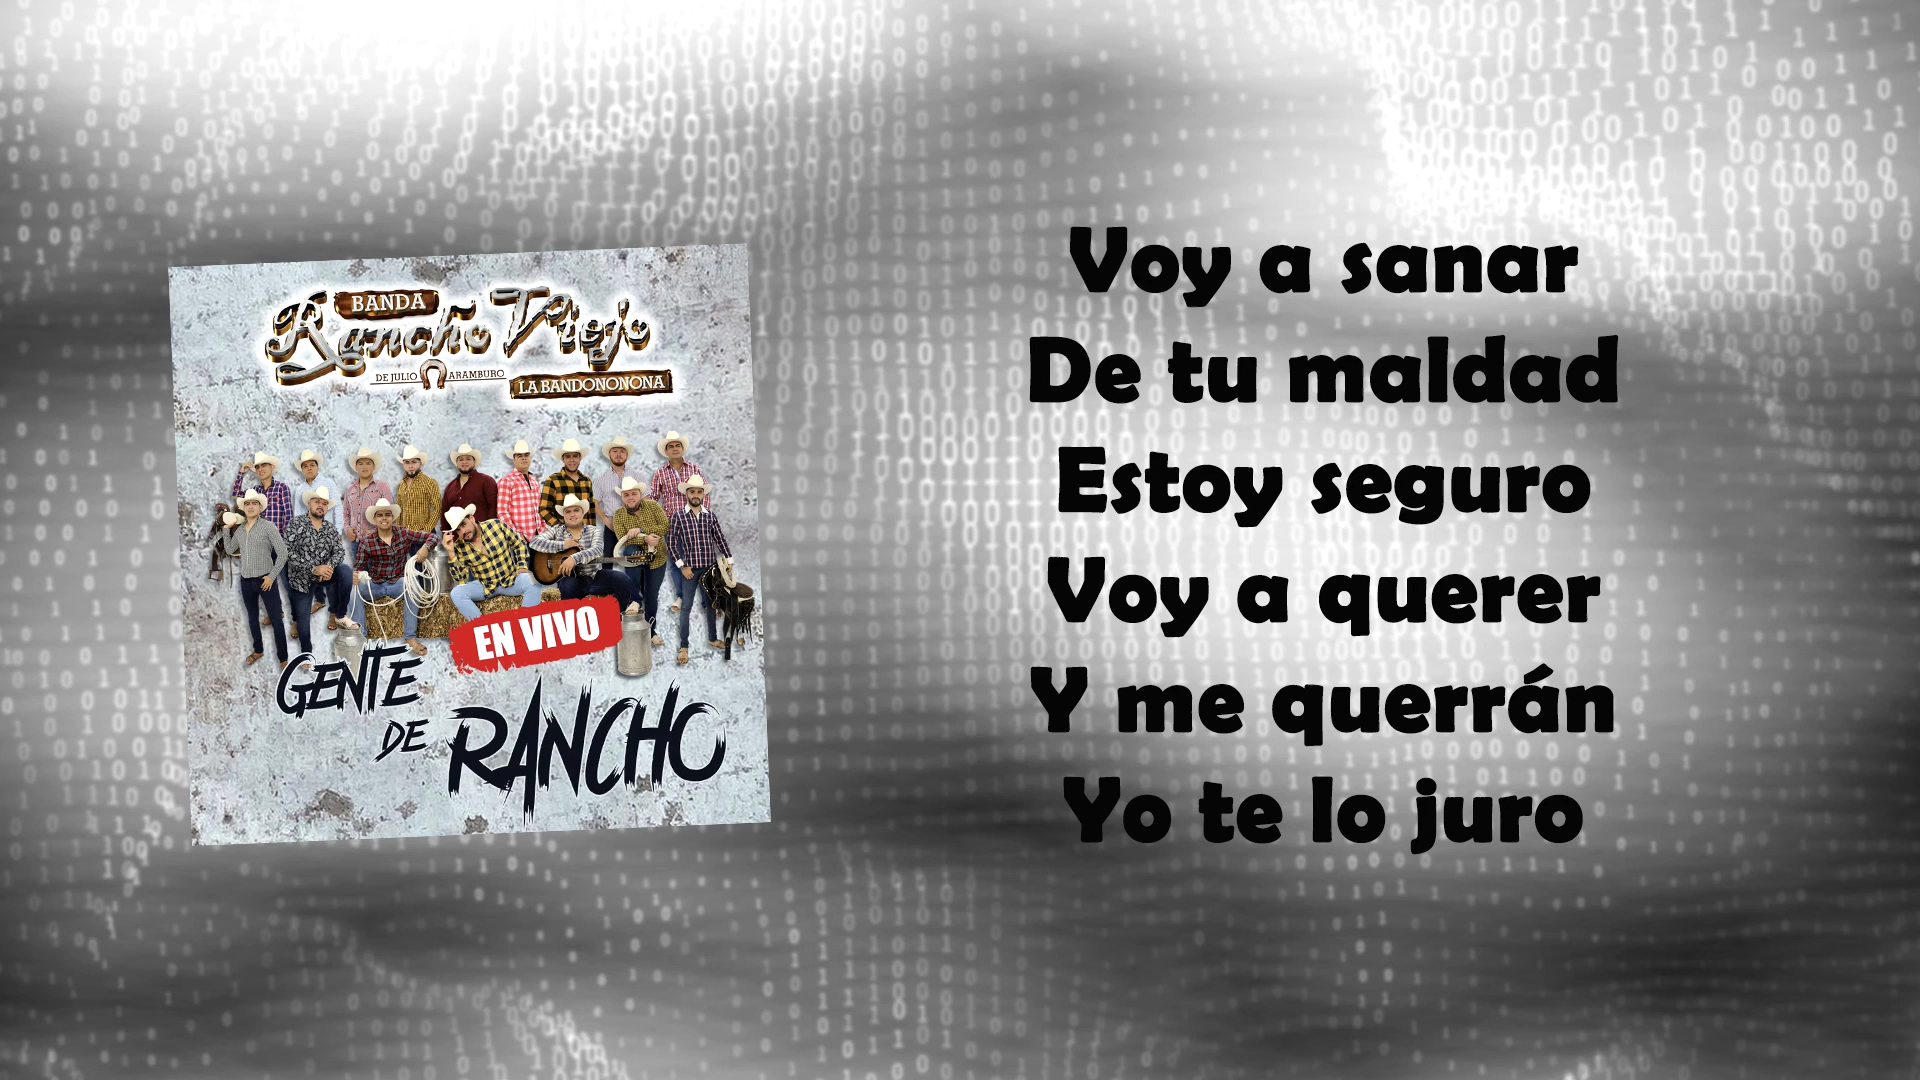 BANDA
Rancho Viejo
DE JULIO ARAMBURO
LA BANDONONONA
EN VIVO
GENTE
DE RANCHO
Voy a sanar
De tu maldad
Estoy seguro
Voy a querer
Y me querrán
Yo te lo juro